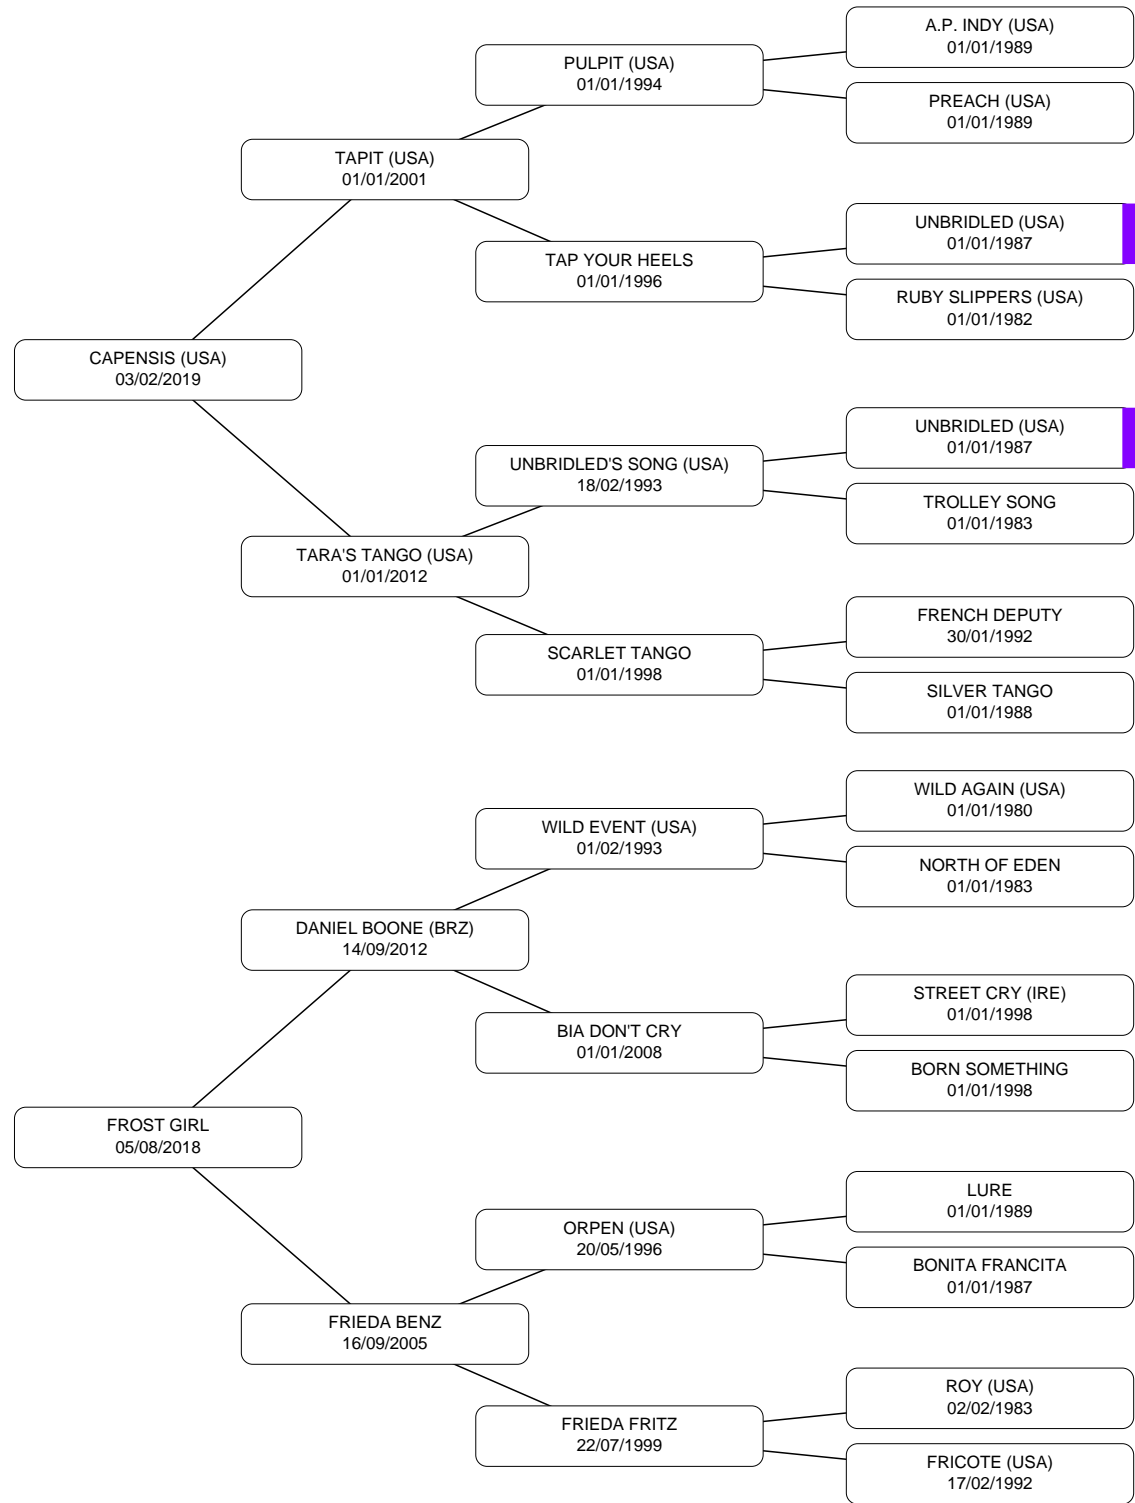 A.P. INDY (USA)
01/01/1989
PULPIT (USA)
01/01/1994
PREACH (USA)
01/01/1989
TAPIT (USA)
01/01/2001
UNBRIDLED (USA)
01/01/1987
TAP YOUR HEELS
01/01/1996
RUBY SLIPPERS (USA)
01/01/1982
CAPENSIS (USA)
03/02/2019
UNBRIDLED (USA)
01/01/1987
UNBRIDLED'S SONG (USA)
18/02/1993
TROLLEY SONG
01/01/1983
TARA'S TANGO (USA)
01/01/2012
FRENCH DEPUTY
30/01/1992
SCARLET TANGO
01/01/1998
SILVER TANGO
01/01/1988
WILD AGAIN (USA)
01/01/1980
WILD EVENT (USA)
01/02/1993
NORTH OF EDEN
01/01/1983
DANIEL BOONE (BRZ)
14/09/2012
STREET CRY (IRE)
01/01/1998
BIA DON'T CRY
01/01/2008
BORN SOMETHING
01/01/1998
FROST GIRL
05/08/2018
LURE
01/01/1989
ORPEN (USA)
20/05/1996
BONITA FRANCITA
01/01/1987
FRIEDA BENZ
16/09/2005
ROY (USA)
02/02/1983
FRIEDA FRITZ
22/07/1999
FRICOTE (USA)
17/02/1992